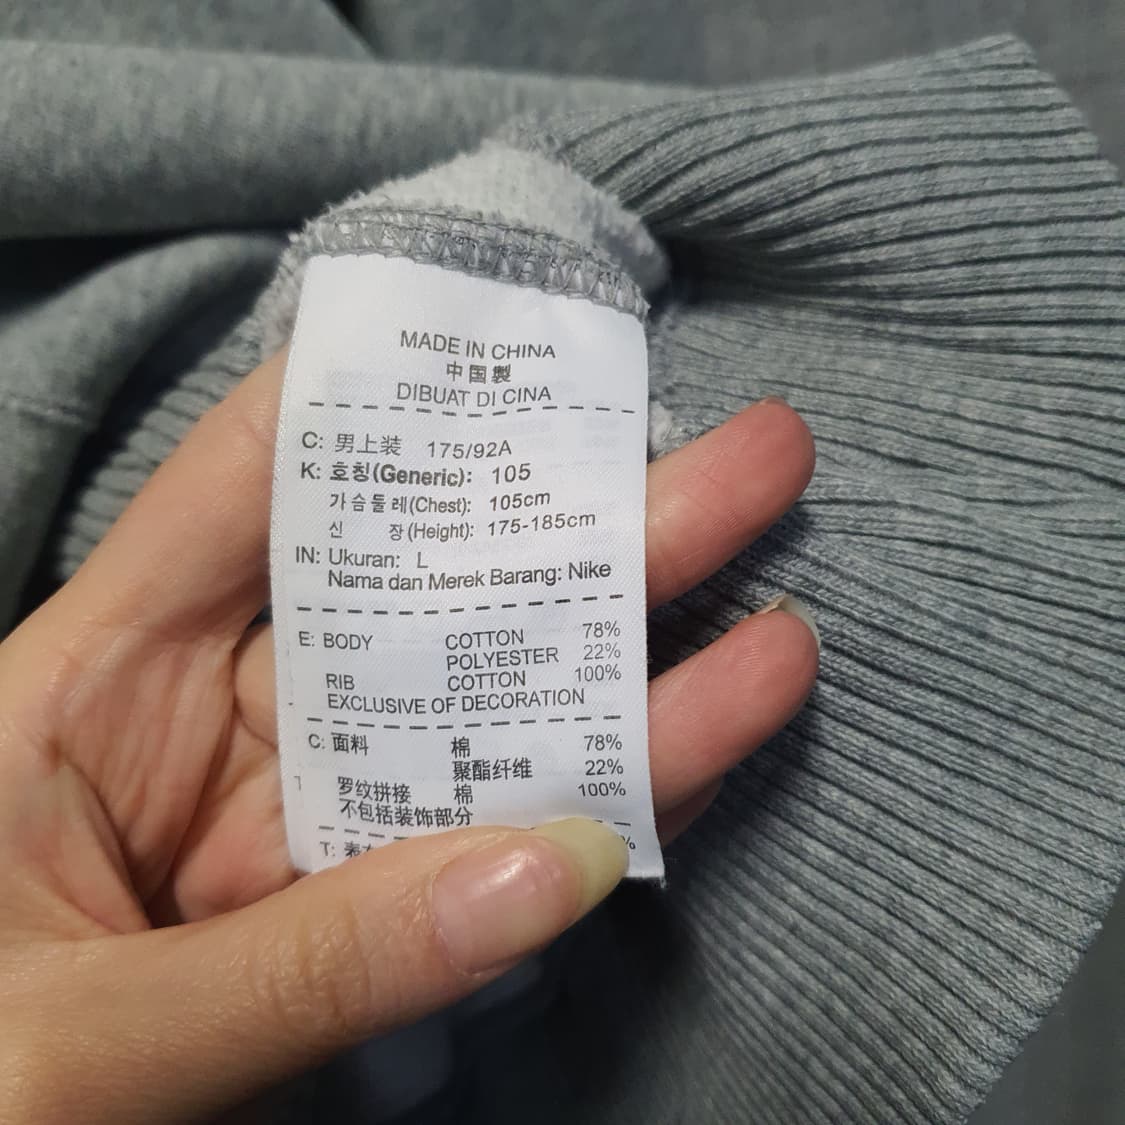 MADE IN CHINA
中国製
DIBUAT DI CINA
C: 男上装 175/92A
K: 호칭(Generic): 105
가슴둘레(Chest): 105cm
신 장(Height): 175-185cm
IN: Ukuran: L
Nama dan Merek Barang: Nike
E: BODY COTTON 78%
POLYESTER 22%
RIB COTTON 100%
EXCLUSIVE OF DECORATION
C: 面料 棉 78%
聚酯纤维 22%
罗纹拼接 棉 100%
不包括装饰部分
T: 表 %